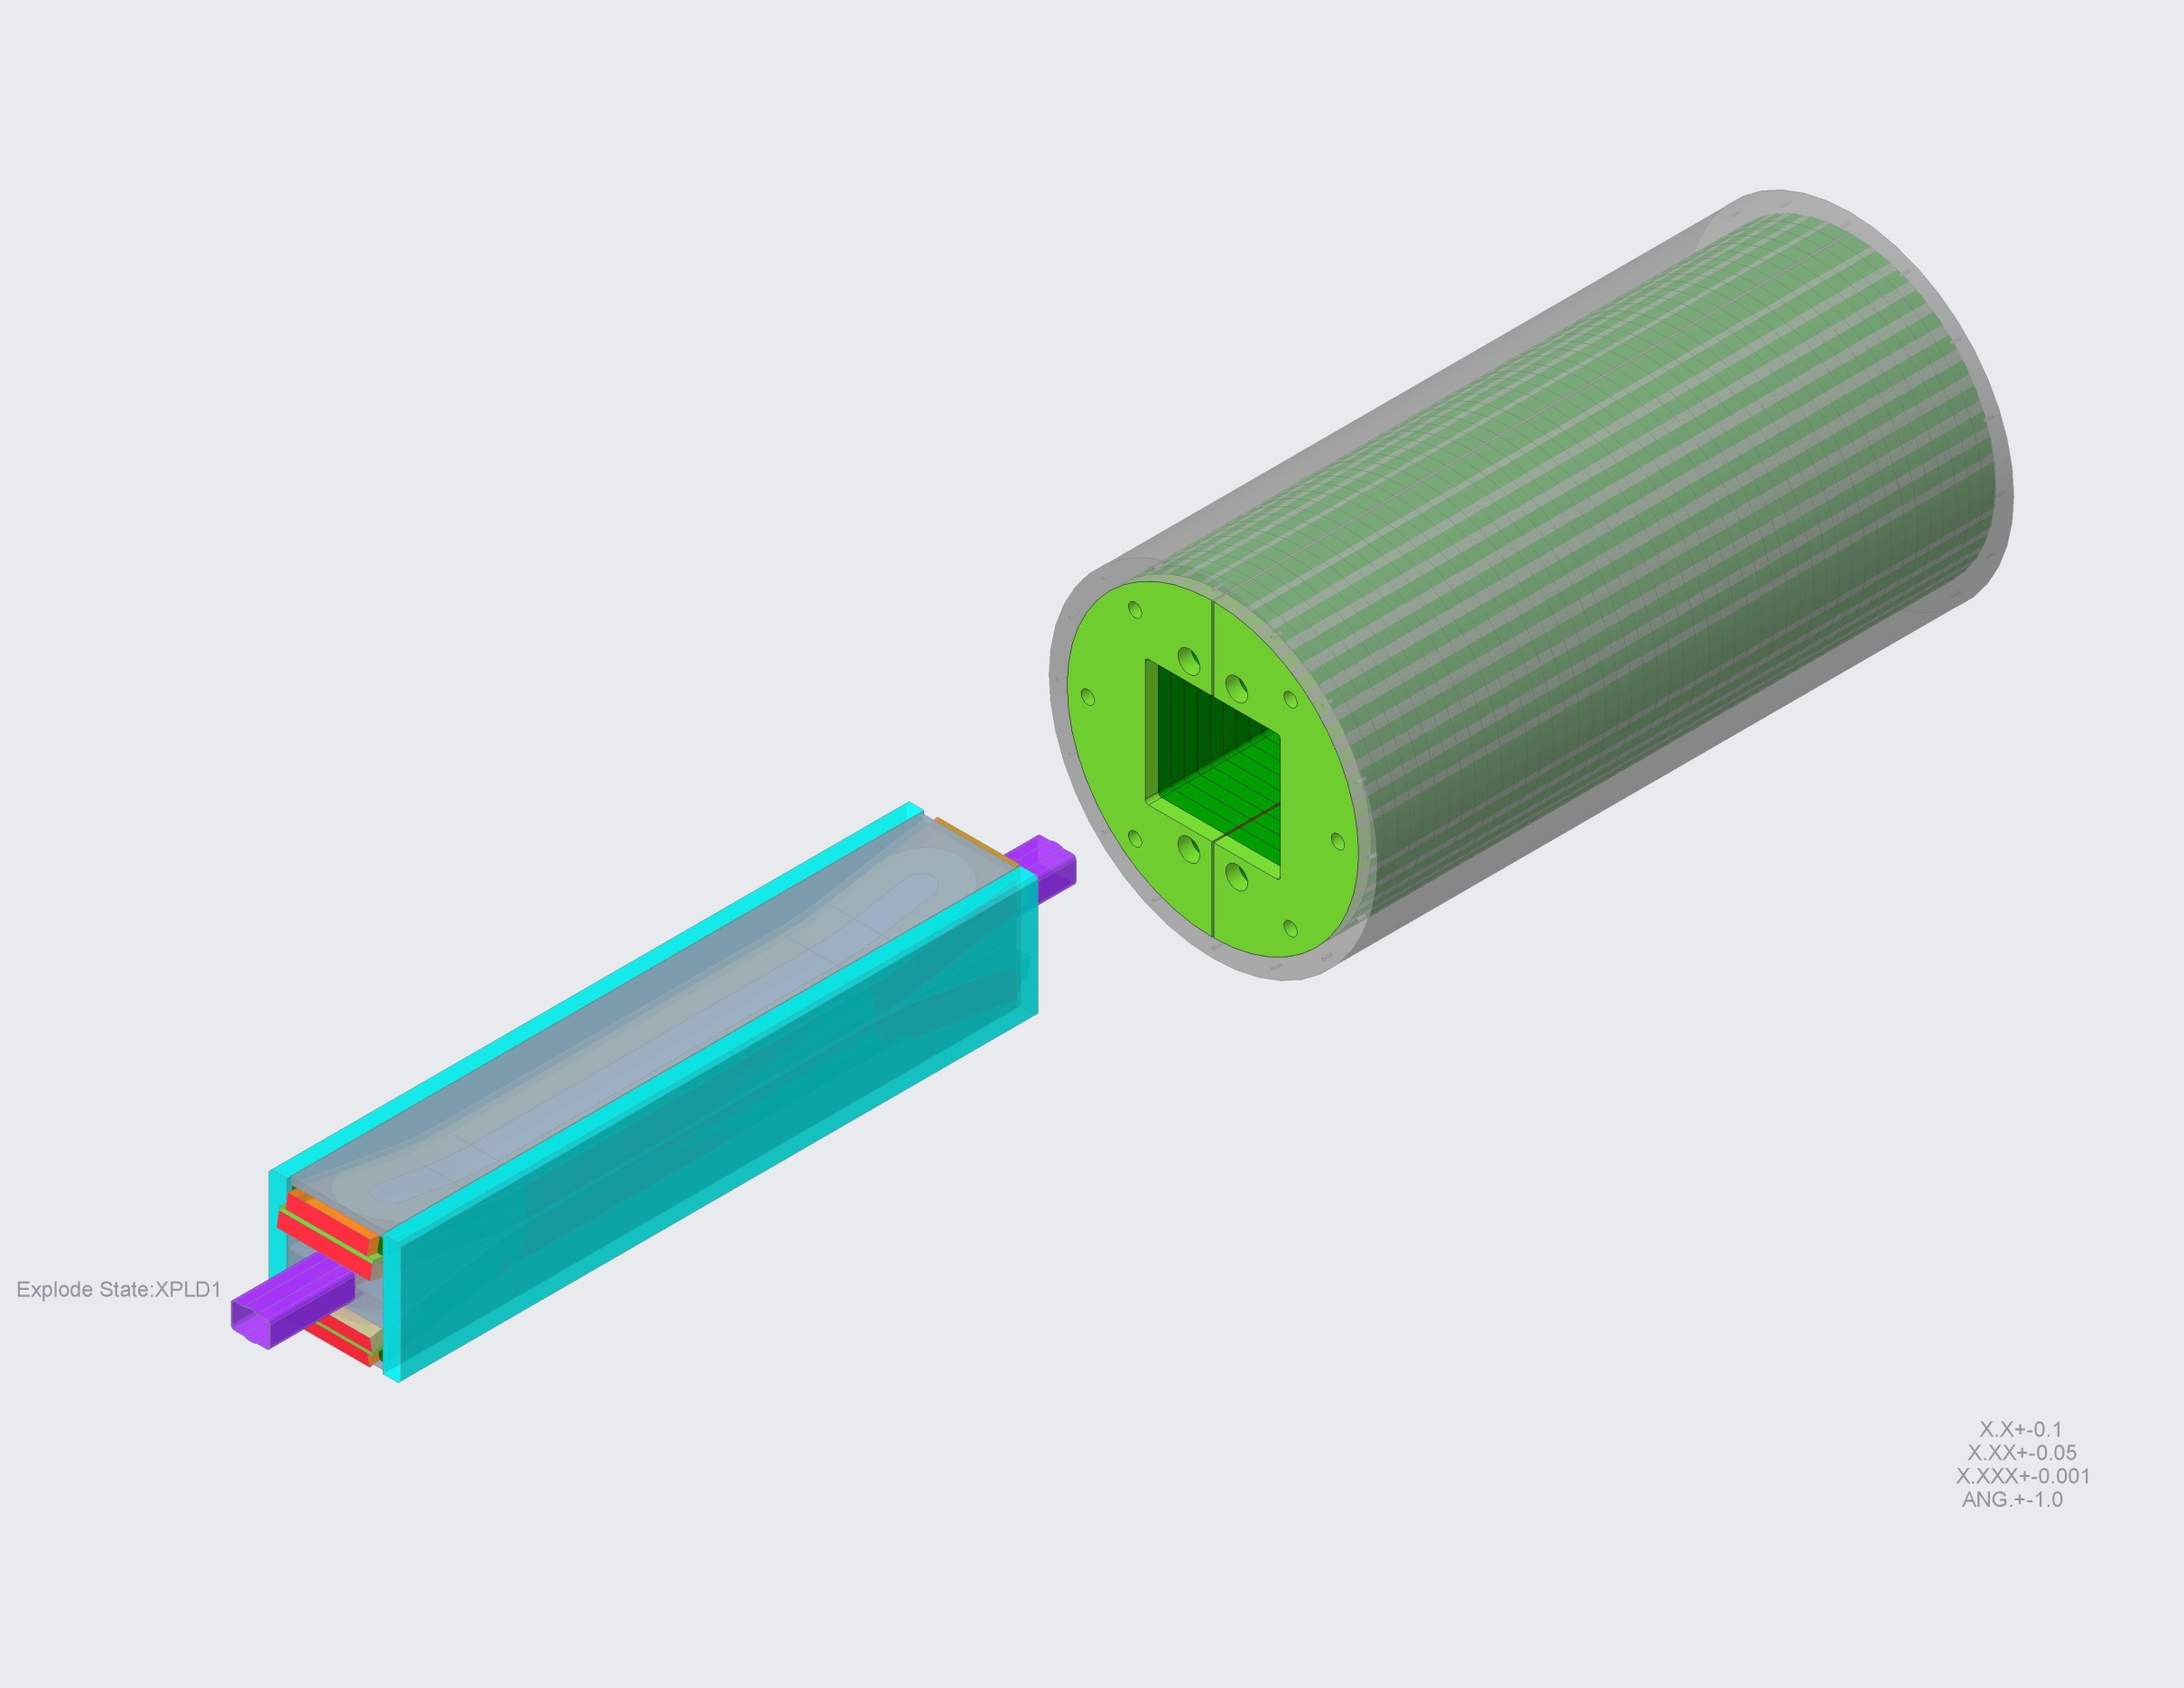 Explode State:XPLD1
X.X+-0.1
X.XX+-0.05
X.XXX+-0.001
ANG.+-1.0